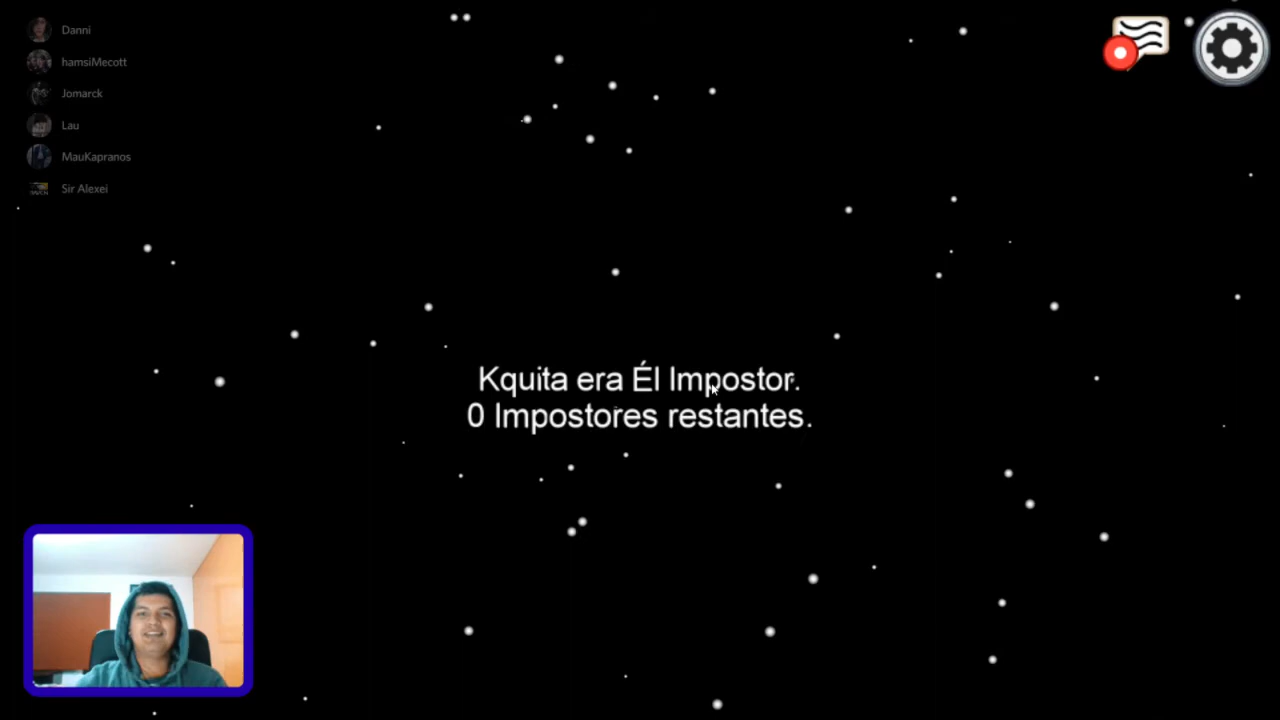 Danni
hamsiMecott
Jomarck
Lau
MauKapranos
Sir Alexei
Kquita era Él Impostor.
0 Impostores restantes.